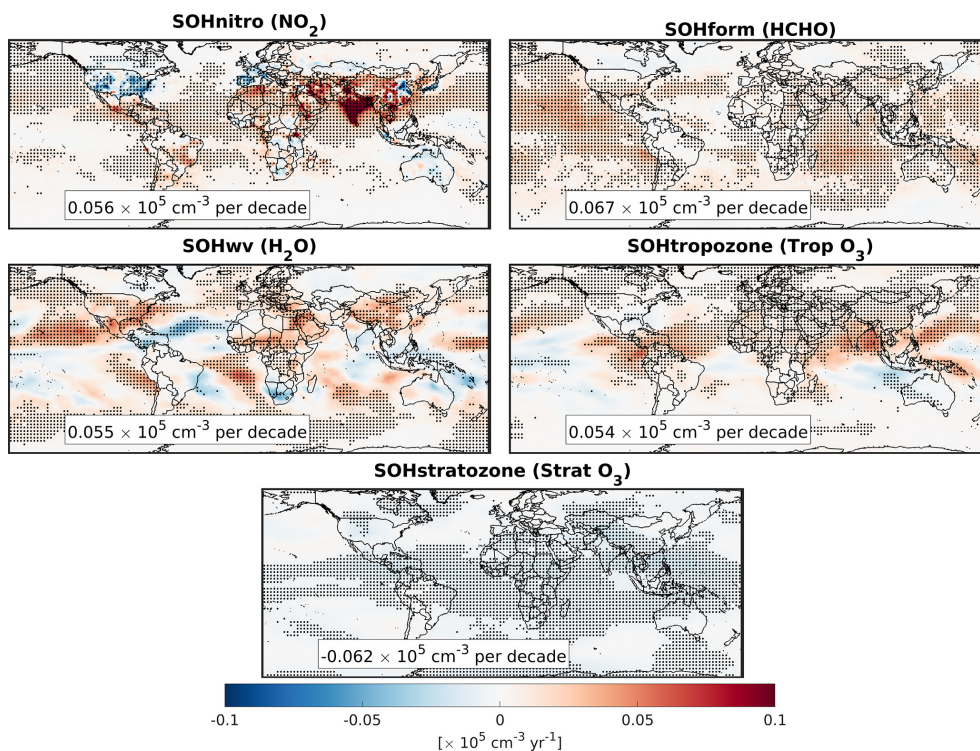 SOHnitro (NO2)
SOHform (HCHO)
0.056 × 10^5 cm^-3 per decade
0.067 × 10^5 cm^-3 per decade
SOHwv (H2O)
SOHtropozone (Trop O3)
0.055 × 10^5 cm^-3 per decade
0.054 × 10^5 cm^-3 per decade
SOHstratozone (Strat O3)
-0.062 × 10^5 cm^-3 per decade
-0.1 -0.05 0 0.05 0.1
[× 10^5 cm^-3 yr^-1]